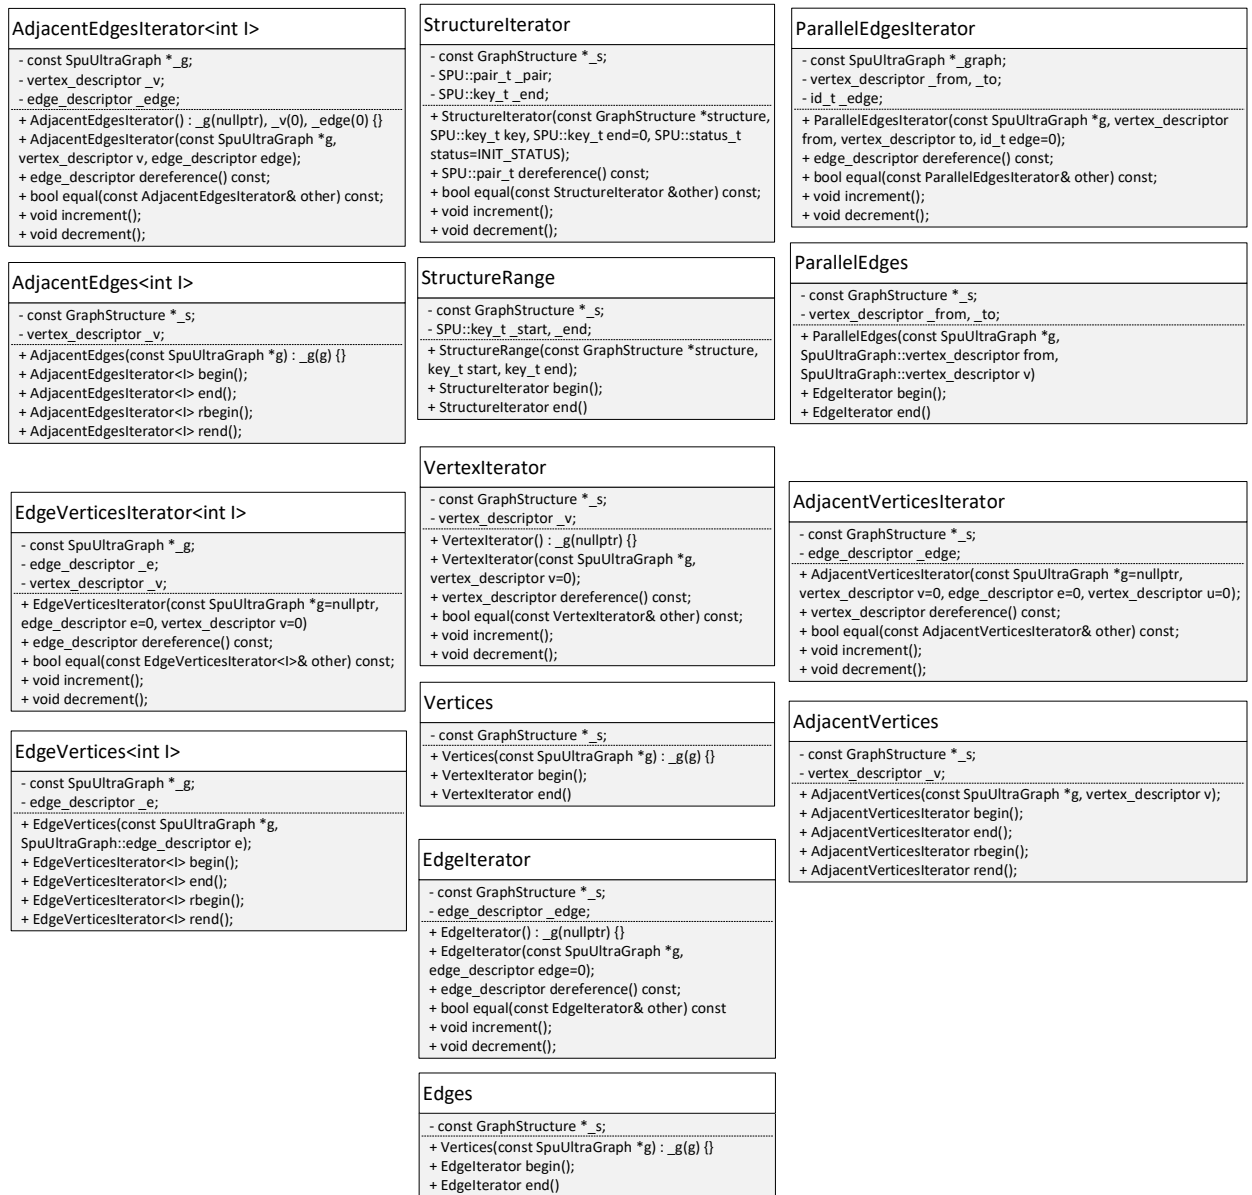 AdjacentEdgesIterator<int I>
- const SpuUltraGraph *_g;
- vertex_descriptor _v;
- edge_descriptor _edge;
+ AdjacentEdgesIterator() : _g(nullptr), _v(0), _edge(0) {}
+ AdjacentEdgesIterator(const SpuUltraGraph *g,
vertex_descriptor v, edge_descriptor edge);
+ edge_descriptor dereference() const;
+ bool equal(const AdjacentEdgesIterator& other) const;
+ void increment();
+ void decrement();
AdjacentEdges<int I>
- const GraphStructure *_s;
- vertex_descriptor _v;
+ AdjacentEdges(const SpuUltraGraph *g) : _g(g) {}
+ AdjacentEdgesIterator<I> begin();
+ AdjacentEdgesIterator<I> end();
+ AdjacentEdgesIterator<I> rbegin();
+ AdjacentEdgesIterator<I> rend();
EdgeVerticesIterator<int I>
- const SpuUltraGraph *_g;
- edge_descriptor _e;
- vertex_descriptor _v;
+ EdgeVerticesIterator(const SpuUltraGraph *g=nullptr,
edge_descriptor e=0, vertex_descriptor v=0)
+ edge_descriptor dereference() const;
+ bool equal(const EdgeVerticesIterator<I>& other) const;
+ void increment();
+ void decrement();
EdgeVertices<int I>
- const SpuUltraGraph *_g;
- edge_descriptor _e;
+ EdgeVertices(const SpuUltraGraph *g,
SpuUltraGraph::edge_descriptor e);
+ EdgeVerticesIterator<I> begin();
+ EdgeVerticesIterator<I> end();
+ EdgeVerticesIterator<I> rbegin();
+ EdgeVerticesIterator<I> rend();
StructureIterator
- const GraphStructure *_s;
- SPU::pair_t _pair;
- SPU::key_t _end;
+ StructureIterator(const GraphStructure *structure,
SPU::key_t key, SPU::key_t end=0, SPU::status_t
status=INIT_STATUS);
+ SPU::pair_t dereference() const;
+ bool equal(const StructureIterator &other) const;
+ void increment();
+ void decrement();
StructureRange
- const GraphStructure *_s;
- SPU::key_t _start, _end;
+ StructureRange(const GraphStructure *structure,
key_t start, key_t end);
+ StructureIterator begin();
+ StructureIterator end()
VertexIterator
- const GraphStructure *_s;
- vertex_descriptor _v;
+ VertexIterator() : _g(nullptr) {}
+ VertexIterator(const SpuUltraGraph *g,
vertex_descriptor v=0);
+ vertex_descriptor dereference() const;
+ bool equal(const VertexIterator& other) const;
+ void increment();
+ void decrement();
Vertices
- const GraphStructure *_s;
+ Vertices(const SpuUltraGraph *g) : _g(g) {}
+ VertexIterator begin();
+ VertexIterator end()
EdgeIterator
- const GraphStructure *_s;
- edge_descriptor _edge;
+ EdgeIterator() : _g(nullptr) {}
+ EdgeIterator(const SpuUltraGraph *g,
edge_descriptor edge=0);
+ edge_descriptor dereference() const;
+ bool equal(const EdgeIterator& other) const
+ void increment();
+ void decrement();
Edges
- const GraphStructure *_s;
+ Vertices(const SpuUltraGraph *g) : _g(g) {}
+ EdgeIterator begin();
+ EdgeIterator end()
ParallelEdgesIterator
- const SpuUltraGraph *_graph;
- vertex_descriptor _from, _to;
- id_t _edge;
+ ParallelEdgesIterator(const SpuUltraGraph *g, vertex_descriptor
from, vertex_descriptor to, id_t edge=0);
+ edge_descriptor dereference() const;
+ bool equal(const ParallelEdgesIterator& other) const;
+ void increment();
+ void decrement();
ParallelEdges
- const GraphStructure *_s;
- vertex_descriptor _from, _to;
+ ParallelEdges(const SpuUltraGraph *g,
SpuUltraGraph::vertex_descriptor from,
SpuUltraGraph::vertex_descriptor v)
+ EdgeIterator begin();
+ EdgeIterator end()
AdjacentVerticesIterator
- const GraphStructure *_s;
- edge_descriptor _edge;
+ AdjacentVerticesIterator(const SpuUltraGraph *g=nullptr,
vertex_descriptor v=0, edge_descriptor e=0, vertex_descriptor u=0);
+ vertex_descriptor dereference() const;
+ bool equal(const AdjacentVerticesIterator& other) const;
+ void increment();
+ void decrement();
AdjacentVertices
- const GraphStructure *_s;
- vertex_descriptor _v;
+ AdjacentVertices(const SpuUltraGraph *g, vertex_descriptor v);
+ AdjacentVerticesIterator begin();
+ AdjacentVerticesIterator end();
+ AdjacentVerticesIterator rbegin();
+ AdjacentVerticesIterator rend();